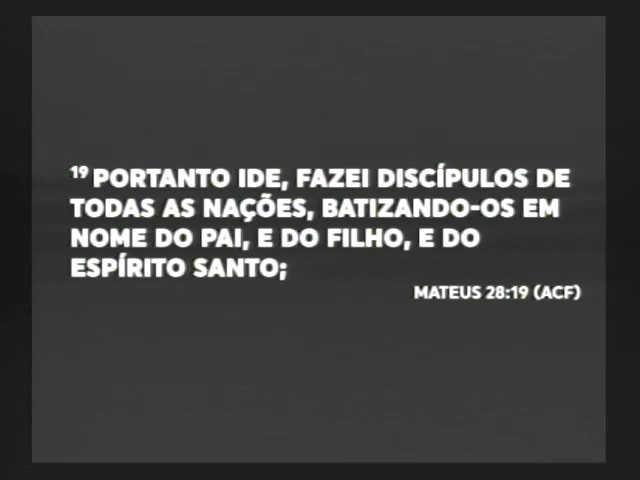 19 PORTANTO IDE, FAZEI DISCÍPULOS DE
TODAS AS NAÇÕES, BATIZANDO-OS EM
NOME DO PAI, E DO FILHO, E DO
ESPÍRITO SANTO;
MATEUS 28:19 (ACF)